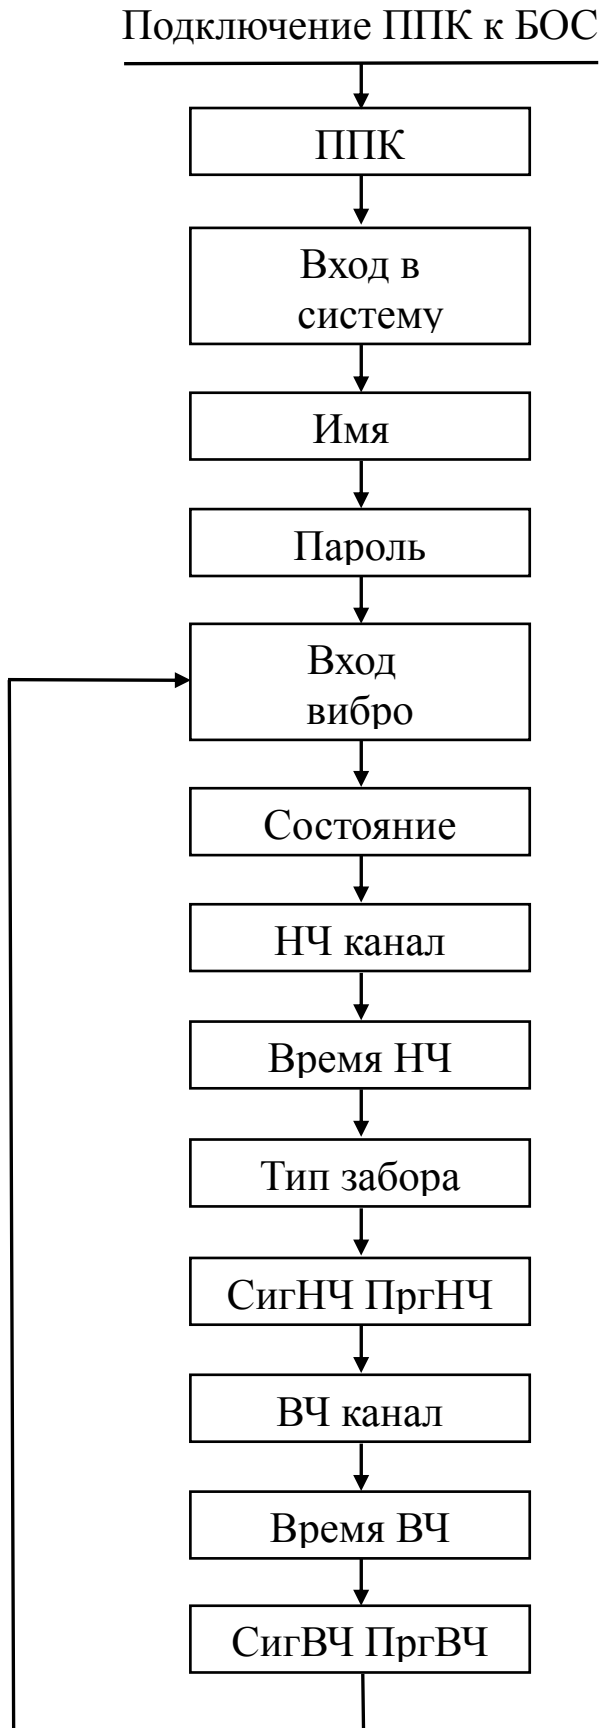 Подключение ППК к БОС
ППК
Вход в
систему
Имя
Пароль
Вход
вибро
Состояние
НЧ канал
Время НЧ
Тип забора
СигНЧ ПргНЧ
ВЧ канал
Время ВЧ
СигВЧ ПргВЧ